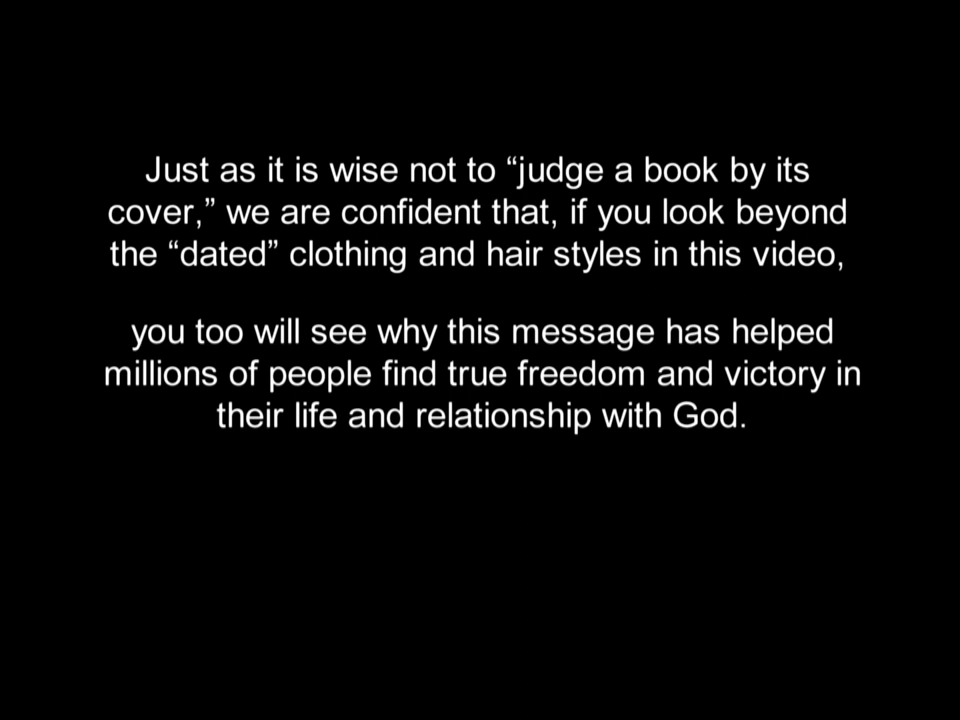 Just as it is wise not to “judge a book by its
cover,” we are confident that, if you look beyond
the “dated” clothing and hair styles in this video,
you too will see why this message has helped
millions of people find true freedom and victory in
their life and relationship with God.